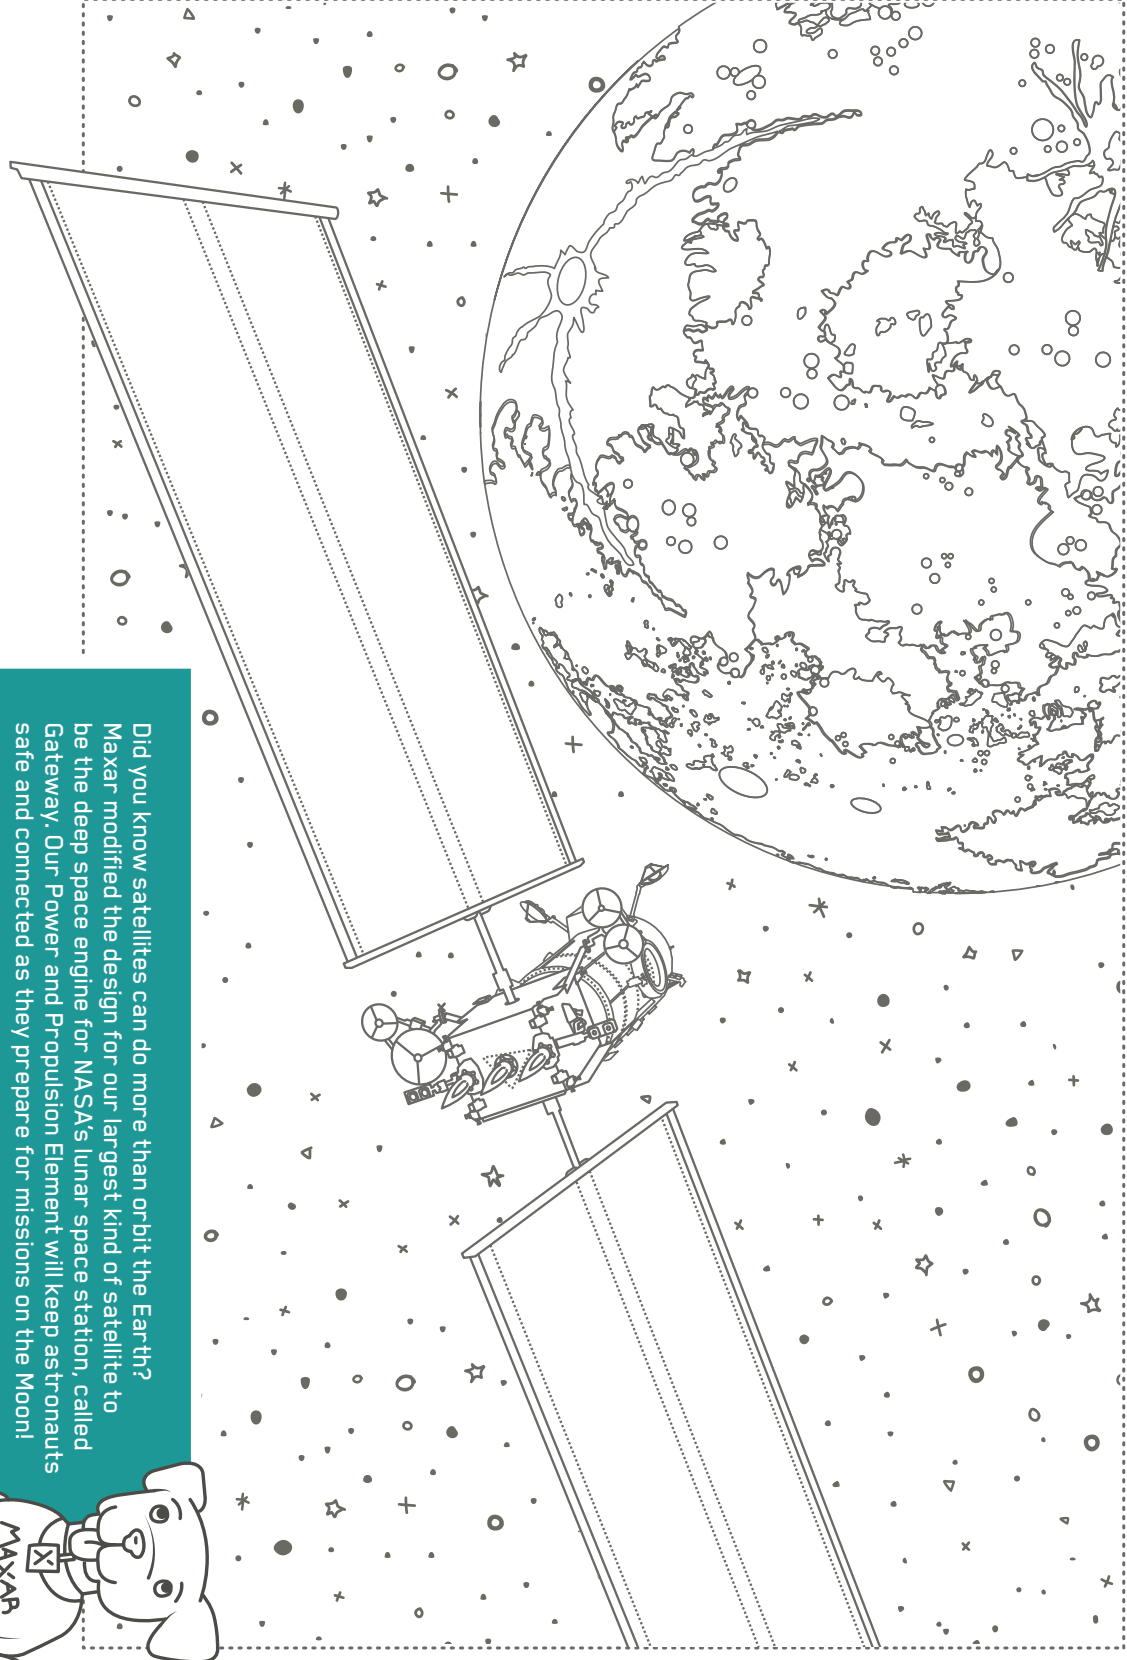 Did you know satellites can do more than orbit the Earth?
Maxar modified the design for our largest kind of satellite to
be the deep space engine for NASA's lunar space station, called
Gateway. Our Power and Propulsion Element will keep astronauts
safe and connected as they prepare for missions on the Moon!
X
MAXAR